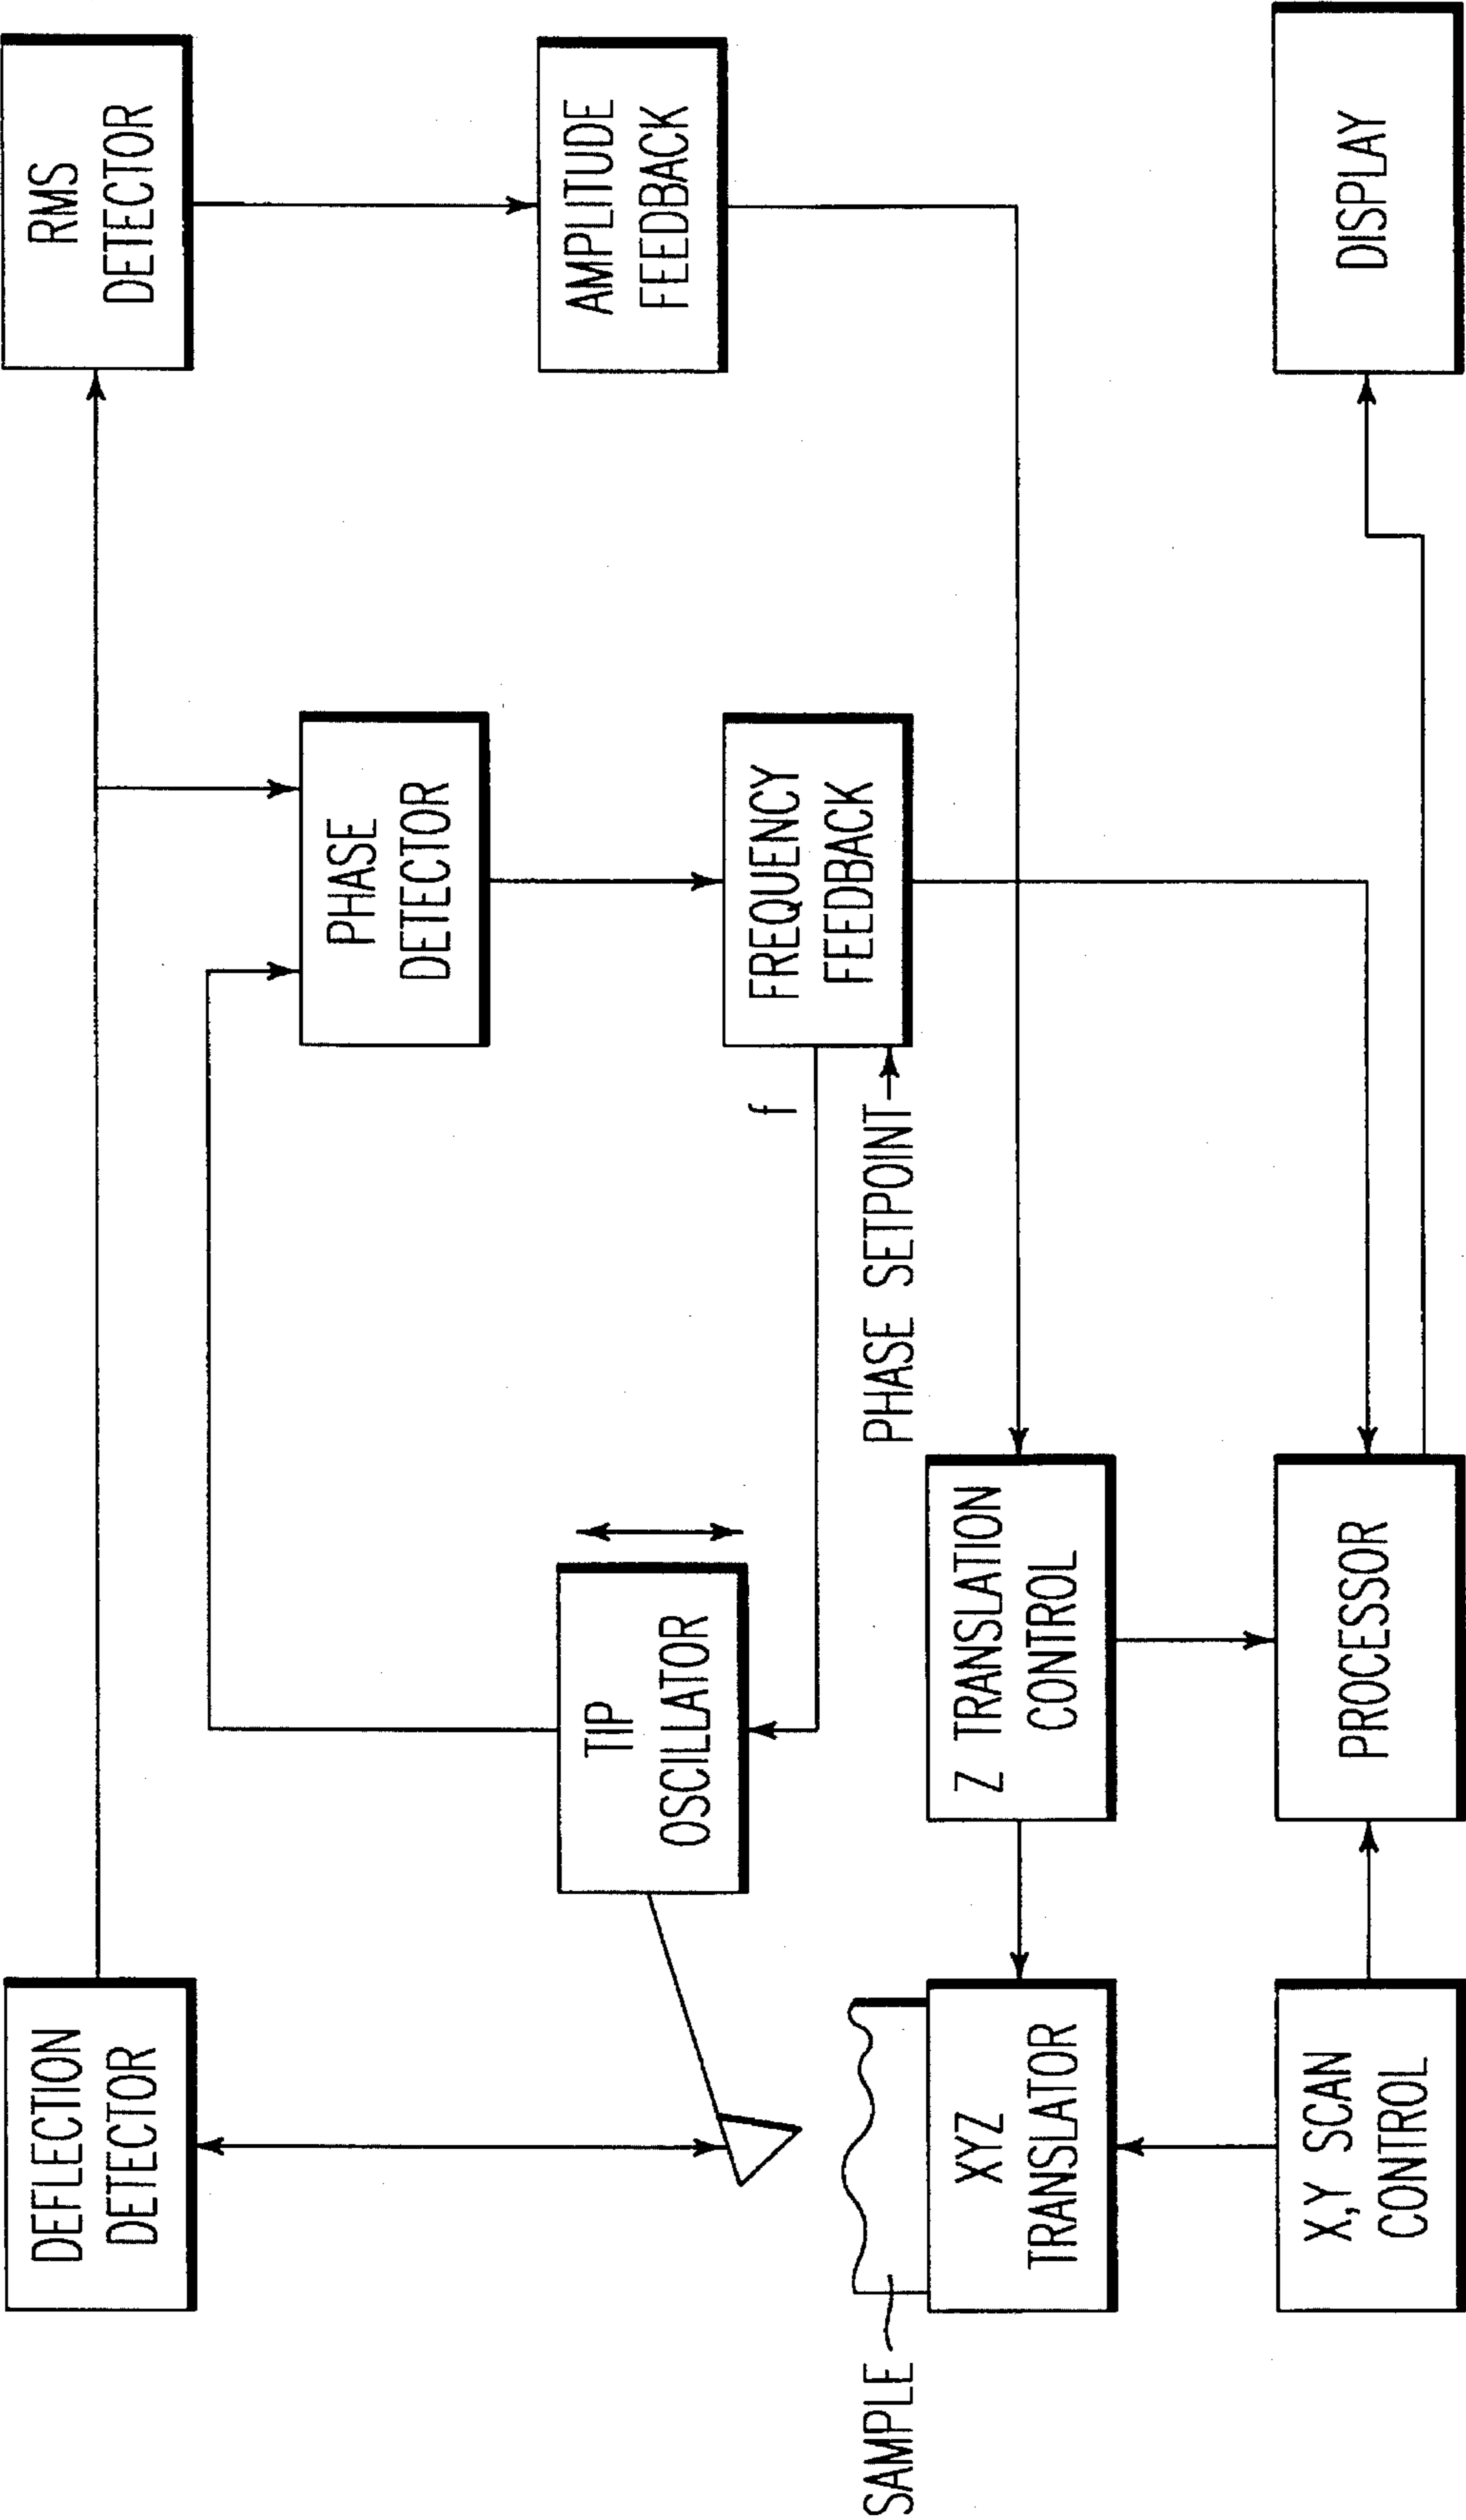 DEFLECTION
DETECTOR
RMS
DETECTOR
PHASE
DETECTOR
TIP
OSCILLATOR
AMPLITUDE
FEEDBACK
f
FREQUENCY
FEEDBACK
SAMPLE
PHASE SETPOINT
XYZ
TRANSLATOR
Z TRANSLATION
CONTROL
X,Y SCAN
CONTROL
PROCESSOR
DISPLAY